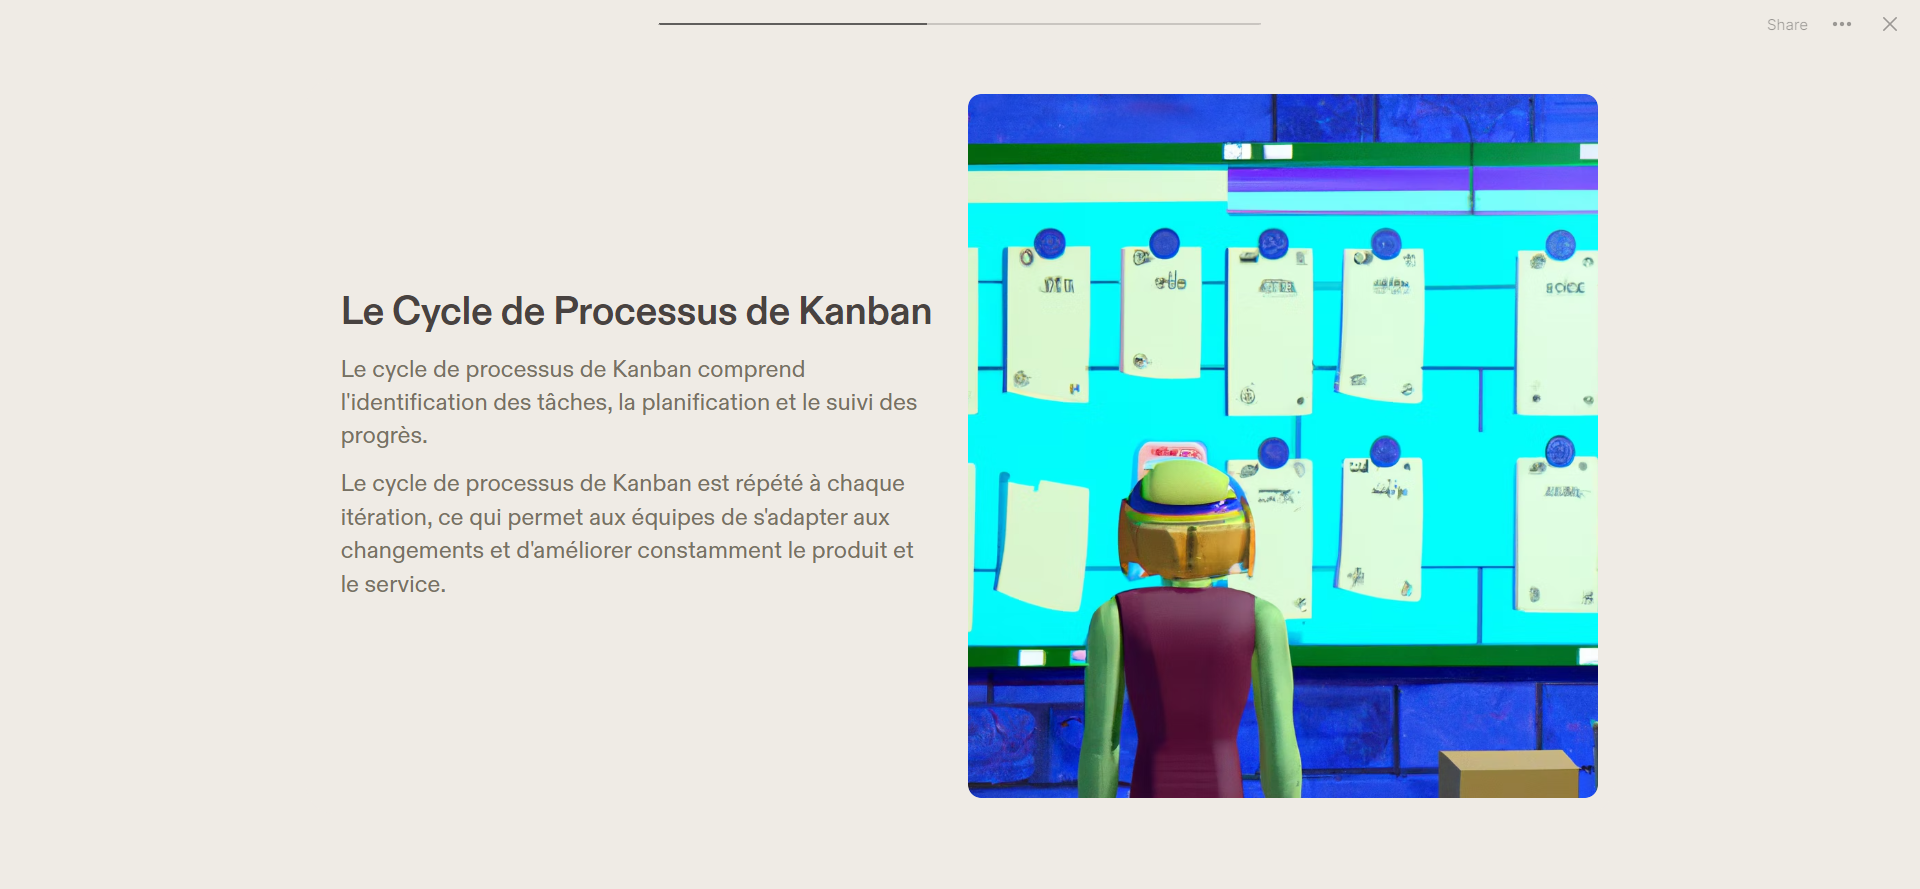 Share
Le Cycle de Processus de Kanban
Le cycle de processus de Kanban comprend
l'identification des tâches, la planification et le suivi des
progrès.
Le cycle de processus de Kanban est répété à chaque
itération, ce qui permet aux équipes de s'adapter aux
changements et d'améliorer constamment le produit et
le service.